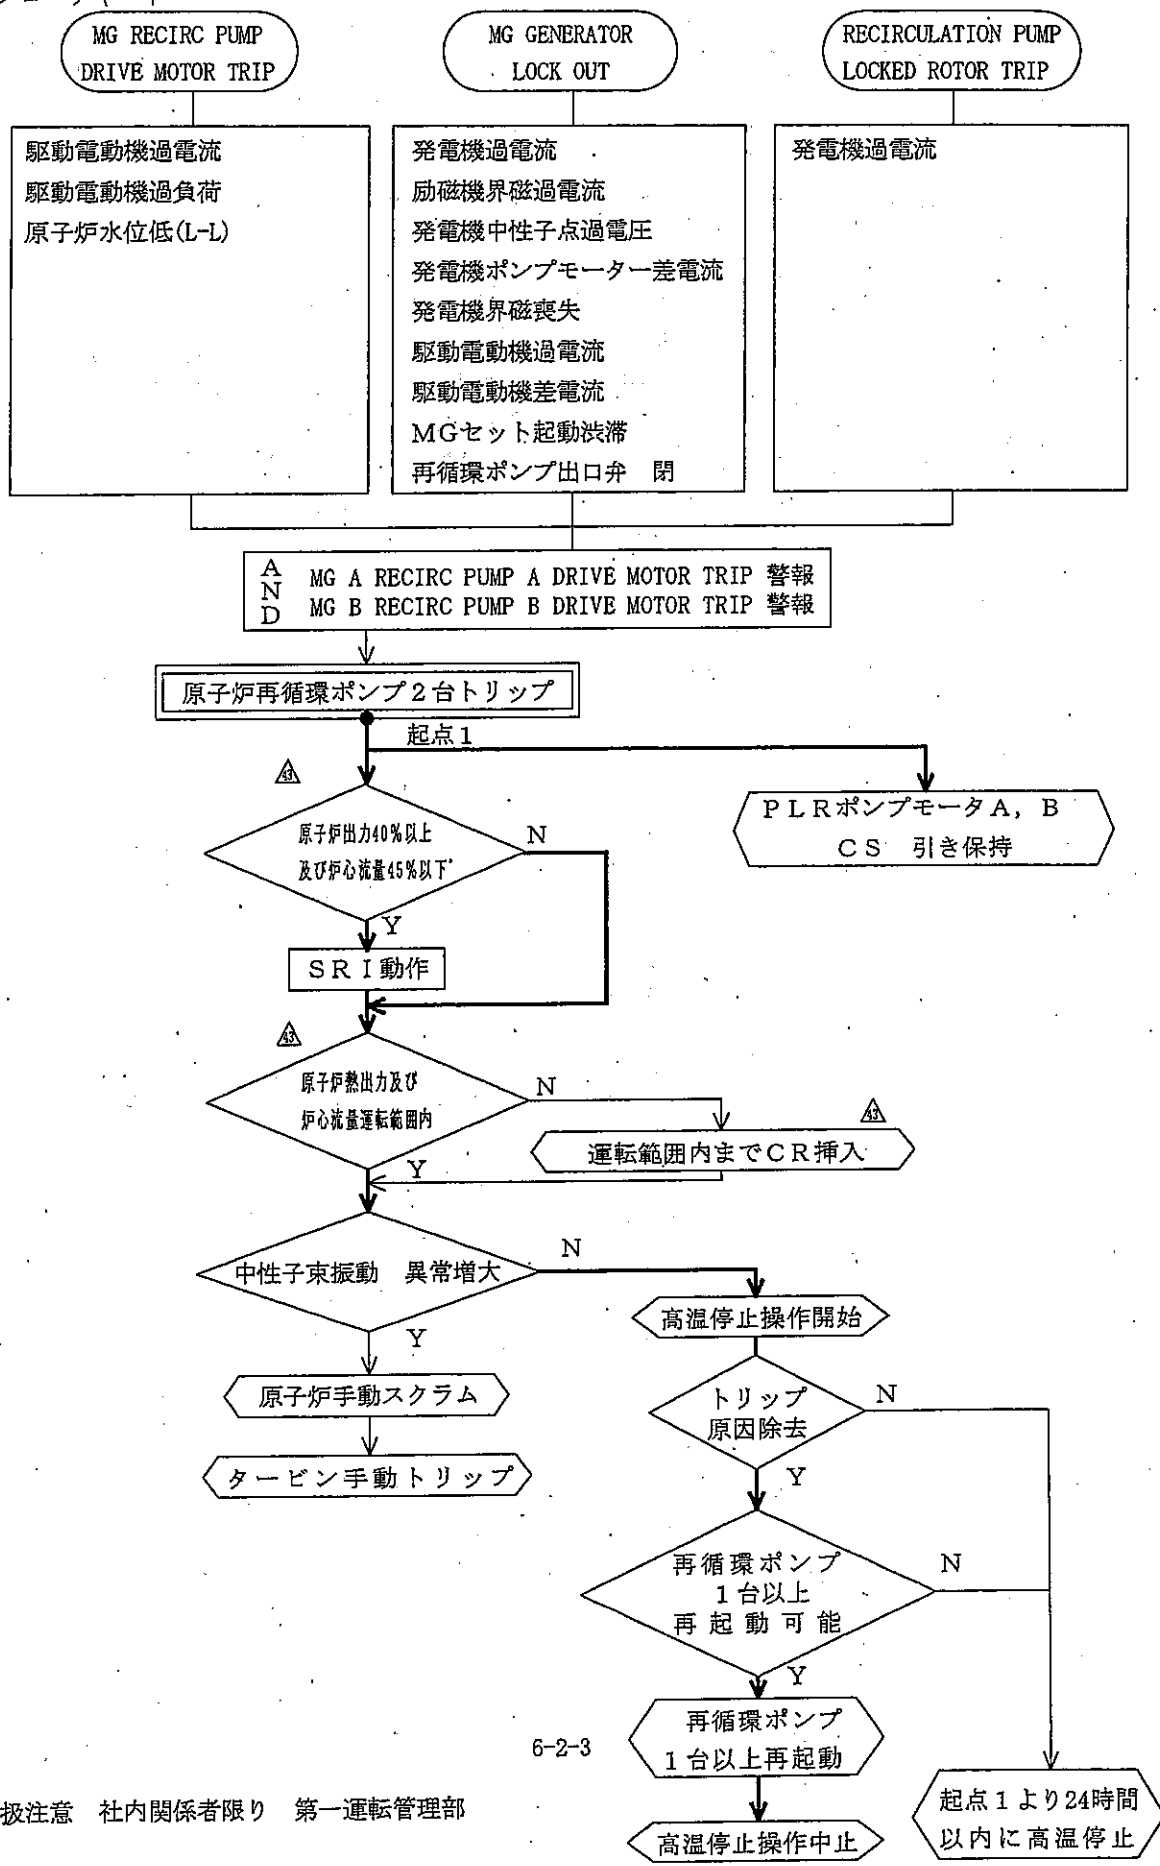 MG RECIRC PUMP
DRIVE MOTOR TRIP
MG GENERATOR
LOCK OUT
RECIRCULATION PUMP
LOCKED ROTOR TRIP
駆動電動機過電流
駆動電動機過負荷
原子炉水位低(L-L)
発電機過電流
励磁機界磁過電流
発電機中性子点過電圧
発電機ポンプモーター差電流
発電機界磁喪失
駆動電動機過電流
駆動電動機差電流
MGセット起動渋滞
再循環ポンプ出口弁 閉
発電機過電流
AND
MG A RECIRC PUMP A DRIVE MOTOR TRIP 警報
MG B RECIRC PUMP B DRIVE MOTOR TRIP 警報
原子炉再循環ポンプ2台トリップ
起点1
43
原子炉出力40%以上
及び炉心流量45%以下
N
Y
PLRポンプモータA,B
CS 引き保持
SRI動作
43
原子炉熱出力及び
炉心流量運転範囲内
N
Y
43
運転範囲内までCR挿入
中性子束振動 異常増大
N
Y
高温停止操作開始
原子炉手動スクラム
タービン手動トリップ
トリップ
原因除去
N
Y
再循環ポンプ
1台以上
再起動可能
N
Y
再循環ポンプ
1台以上再起動
高温停止操作中止
起点1より24時間
以内に高温停止
6-2-3
扱注意 社内関係者限り 第一運転管理部